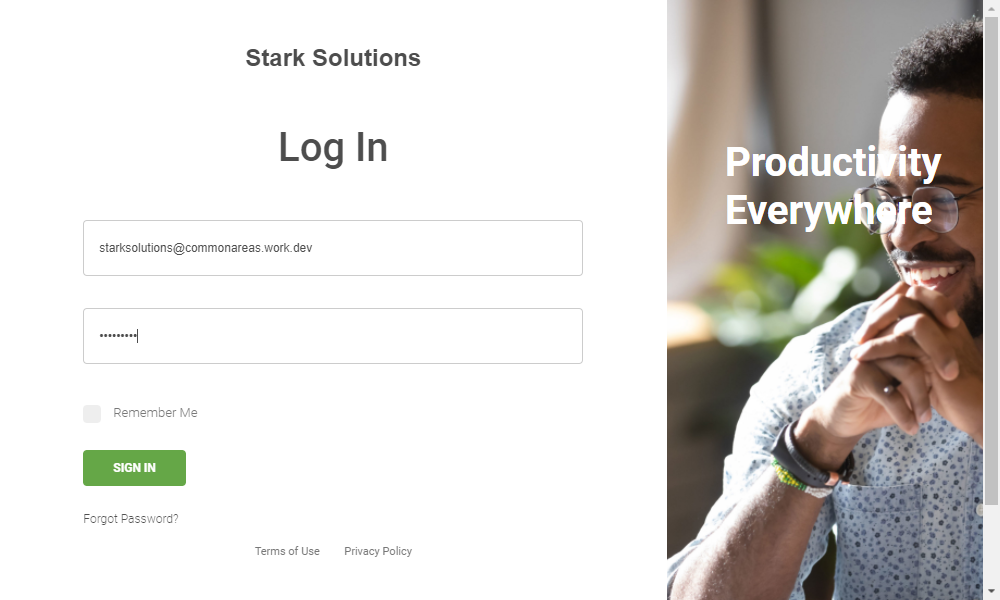 Stark Solutions
Log In
starksolutions@commonareas.work.dev
•••••••••
Remember Me
SIGN IN
Forgot Password?
Terms of Use Privacy Policy
Productivity
Everywhere